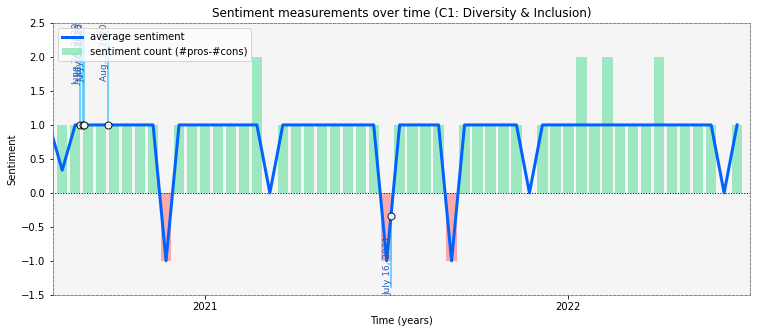 Sentiment measurements over time (C1: Diversity & Inclusion)
average sentiment
sentiment count (#pros-#cons)
2.5
2.0
1.5
1.0
0.5
0.0
−0.5
−1.0
−1.5
Sentiment
July 16, 2021
2021
2022
Time (years)